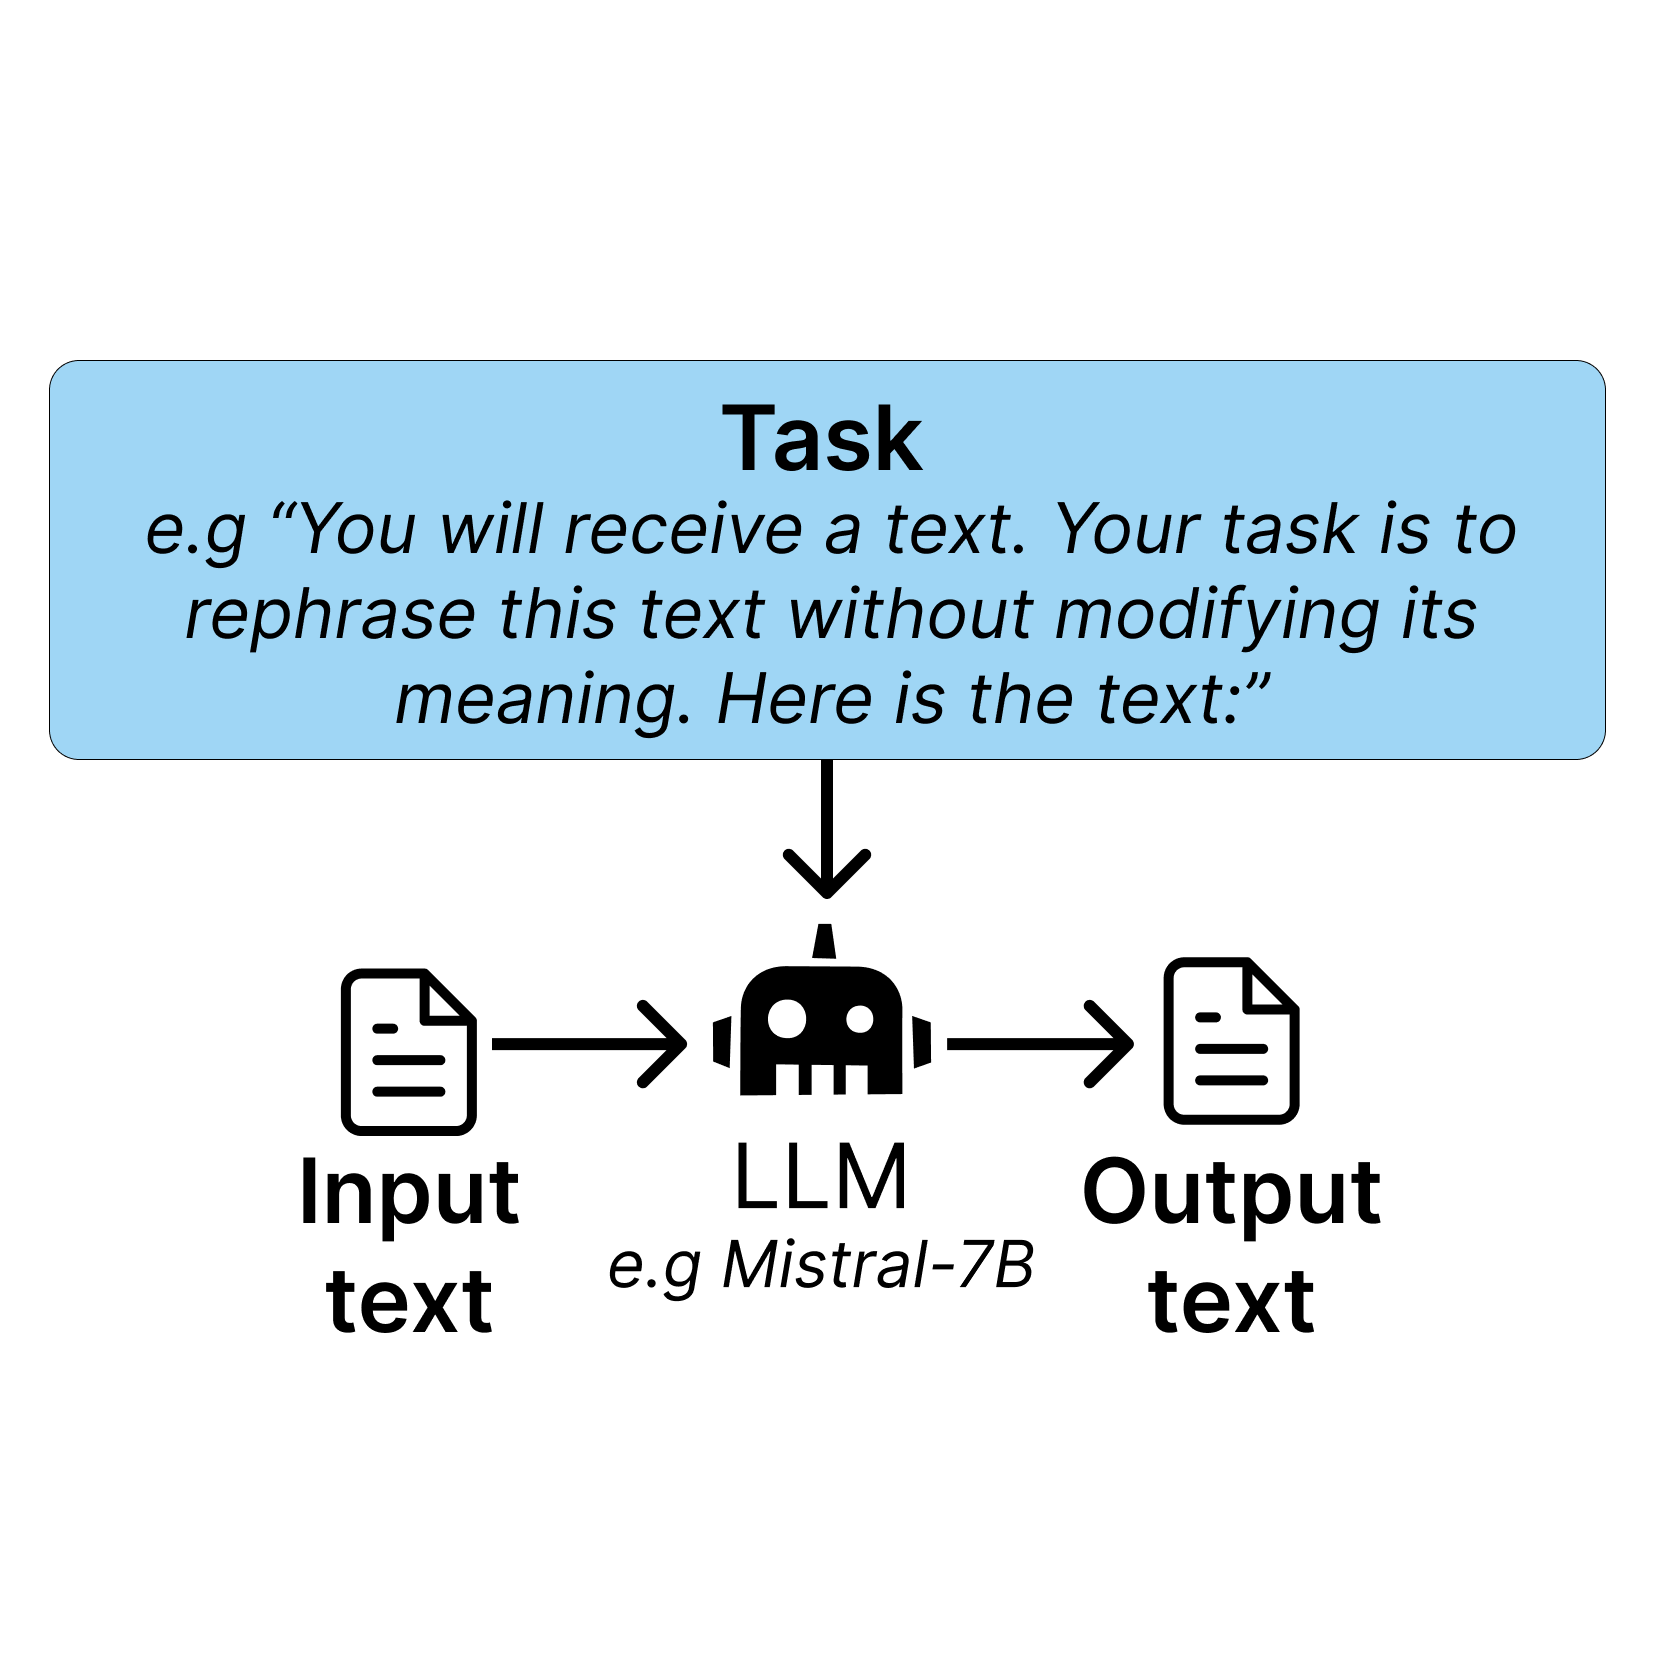 Task
e.g “You will receive a text. Your task is to
rephrase this text without modifying its
meaning. Here is the text:”
Input
text
LLM
e.g Mistral-7B
Output
text